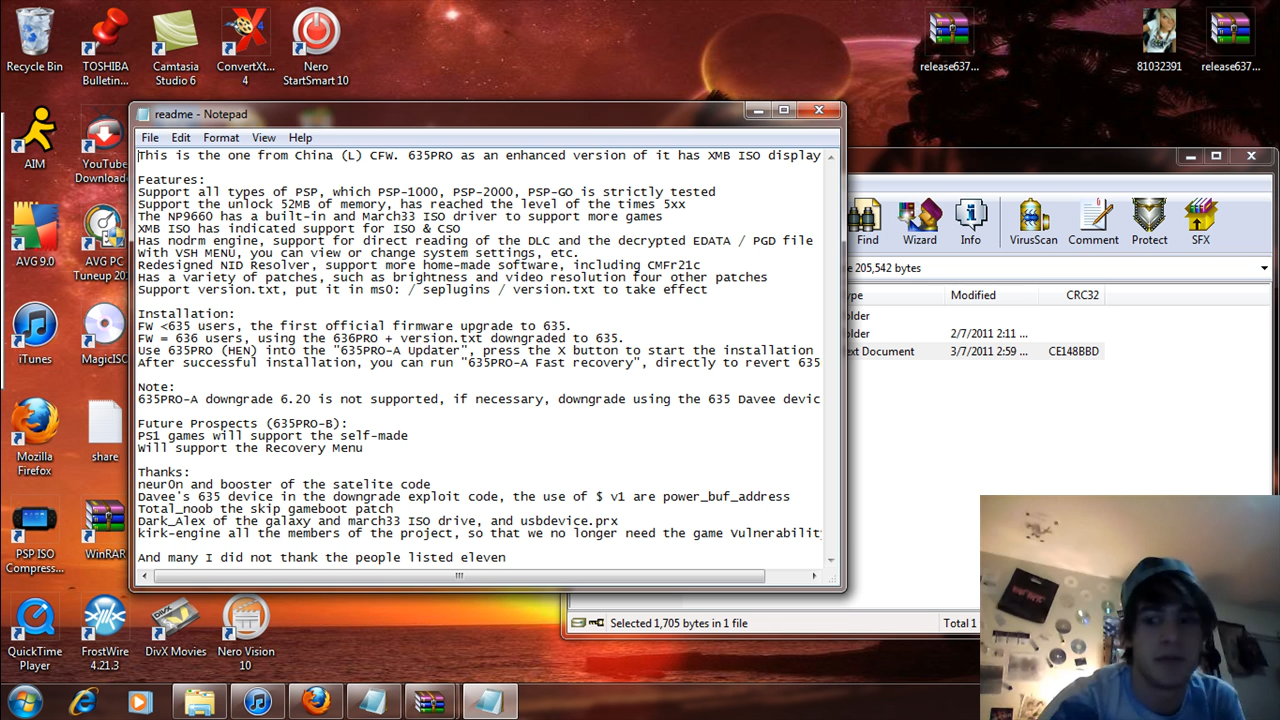 Recycle Bin
TOSHIBA Bulletin...
Camtasia Studio 6
ConvertXt... 4
Nero StartSmart 10
release637...
81032391
release637...
AIM
YouTube Downloade...
AVG 9.0
AVG PC Tuneup 20...
iTunes
MagicISO
Mozilla Firefox
share
PSP ISO Compress...
WinRAR
QuickTime Player
FrostWire 4.21.3
DivX Movies
Nero Vision 10
readme - Notepad
File Edit Format View Help
This is the one from China (L) CFW. 635PRO as an enhanced version of it has XMB ISO display
Features:
Support all types of PSP, which PSP-1000, PSP-2000, PSP-GO is strictly tested
Support the unlock 52MB of memory, has reached the level of the times 5xx
The NP9660 has a built-in and March33 ISO driver to support more games
XMB ISO has indicated support for ISO & CSO
Has nodrm engine, support for direct reading of the DLC and the decrypted EDATA / PGD file
With VSH MENU, you can view or change system settings, etc.
Redesigned NID Resolver, support more home-made software, including CMFr21c
Has a variety of patches, such as brightness and video resolution four other patches
Support version.txt, put it in ms0: / seplugins / version.txt to take effect
Installation:
FW <635 users, the first official firmware upgrade to 635.
FW = 636 users, using the 636PRO + version.txt downgraded to 635.
Use 635PRO (HEN) into the "635PRO-A Updater", press the X button to start the installation
After successful installation, you can run "635PRO-A Fast recovery", directly to revert 635
Note:
635PRO-A downgrade 6.20 is not supported, if necessary, downgrade using the 635 Davee devic
Future Prospects (635PRO-B):
PS1 games will support the self-made
Will support the Recovery Menu
Thanks:
neurOn and booster of the satelite code
Davee's 635 device in the downgrade exploit code, the use of $ v1 are power_buf_address
Total_noob the skip gameboot patch
Dark_Alex of the galaxy and march33 ISO drive, and usbdevice.prx
kirk-engine all the members of the project, so that we no longer need the game Vulnerability
And many I did not thank the people listed eleven
Find Wizard Info VirusScan Comment Protect SFX
e 205,542 bytes
ype Modified CRC32
older
older 2/7/2011 2:11 ...
ext Document 3/7/2011 2:59 ... CE148BBD
Selected 1,705 bytes in 1 file
Total 1